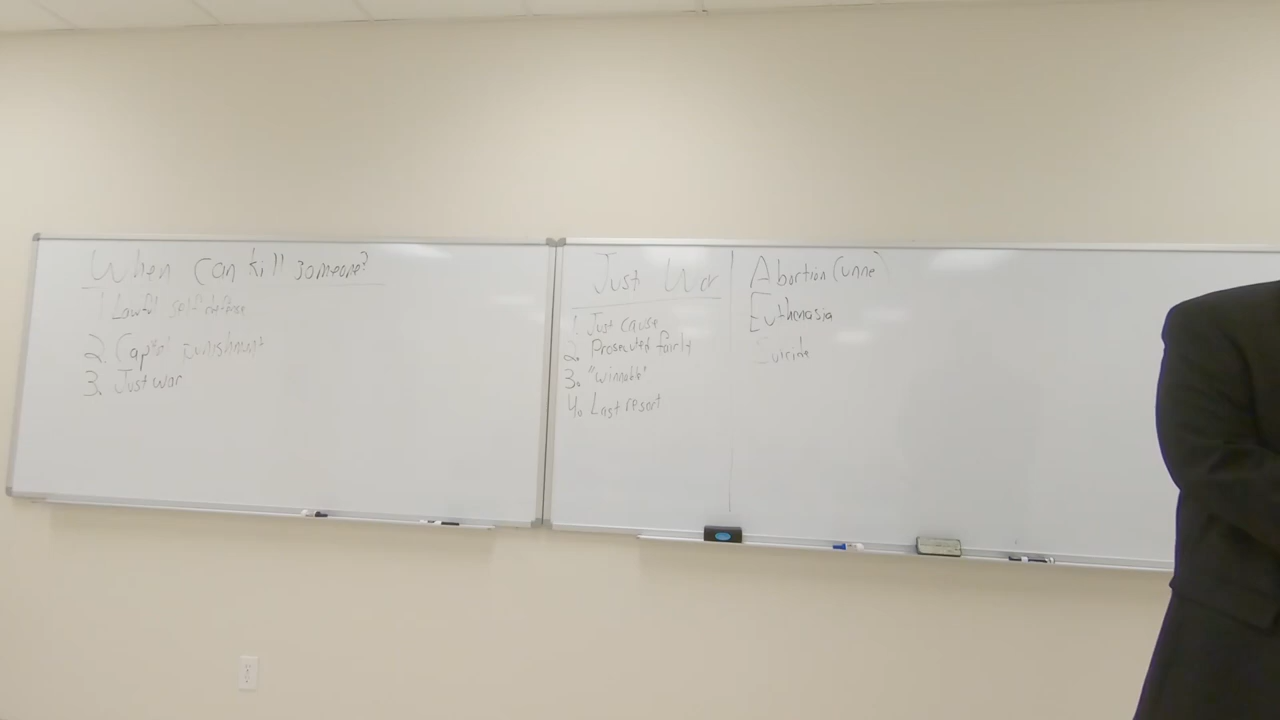 When can kill someone?
1. Lawful self defense
2. Capital punishment
3. Just war
Just War
1. Just cause
2. Prosecuted fairly
3. "winnable"
4. Last resort
Abortion (unne)
Euthanasia
Suicide